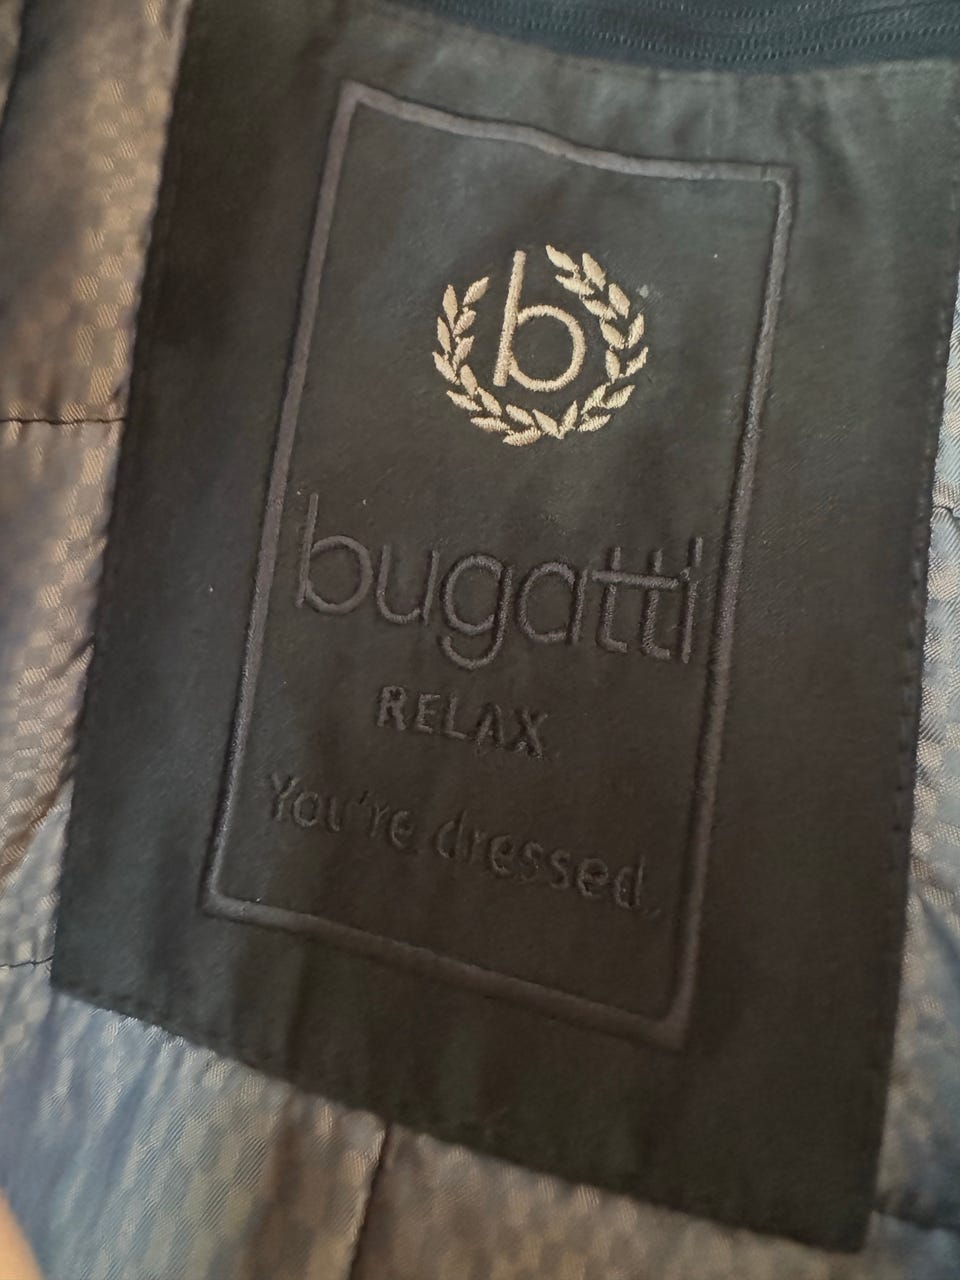 b
bugatti
RELAX
You're dressed.